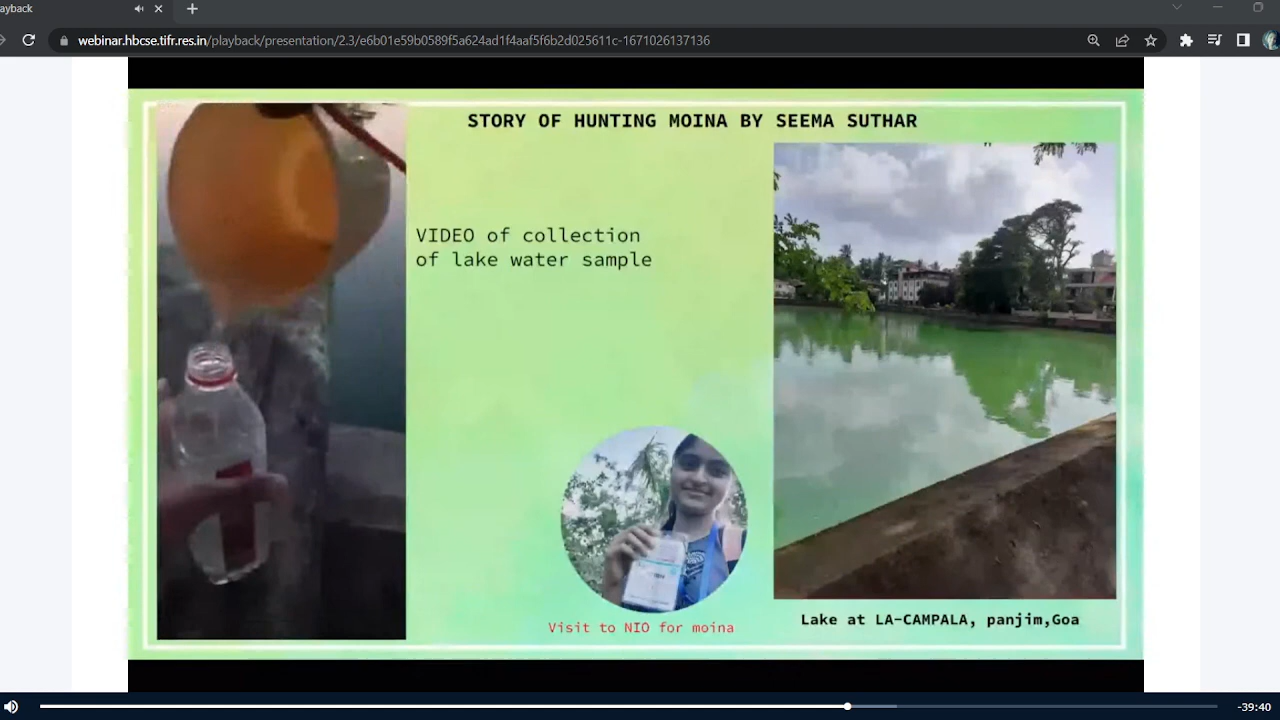 ayback
webinar.hbcse.tifr.res.in/playback/presentation/2.3/e6b01e59b0589f5a624ad1f4aaf5f6b2d025611c-1671026137136
STORY OF HUNTING MOINA BY SEEMA SUTHAR
VIDEO of collection
of lake water sample
Visit to NIO for moina
Lake at LA-CAMPALA, panjim,Goa
-39:40